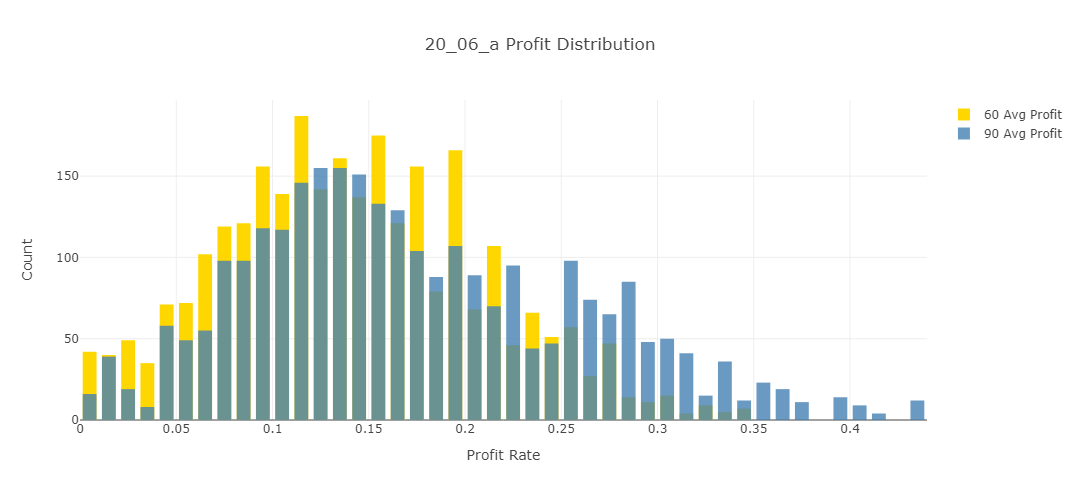 20_06_a Profit Distribution
60 Avg Profit
90 Avg Profit
150
100
50
0
Count
0 0.05 0.1 0.15 0.2 0.25 0.3 0.35 0.4
Profit Rate